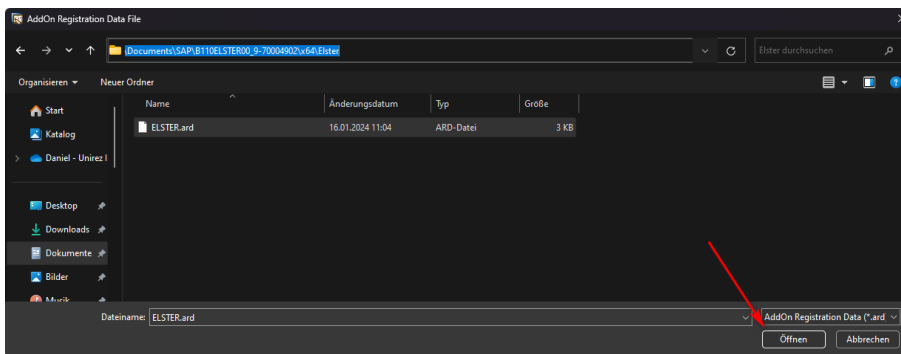 AddOn Registration Data File
\Documents\SAP\B110ELSTER00_9-70004902\x64\Elster
Elster durchsuchen
Organisieren
Neuer Ordner
Name Änderungsdatum Typ Größe
ELSTER.ard 16.01.2024 11:04 ARD-Datei 3 KB
Start
Katalog
Daniel - Unirez
Desktop
Downloads
Dokumente
Bilder
Musik
Dateiname: ELSTER.ard
AddOn Registration Data (*.ard
Öffnen Abbrechen